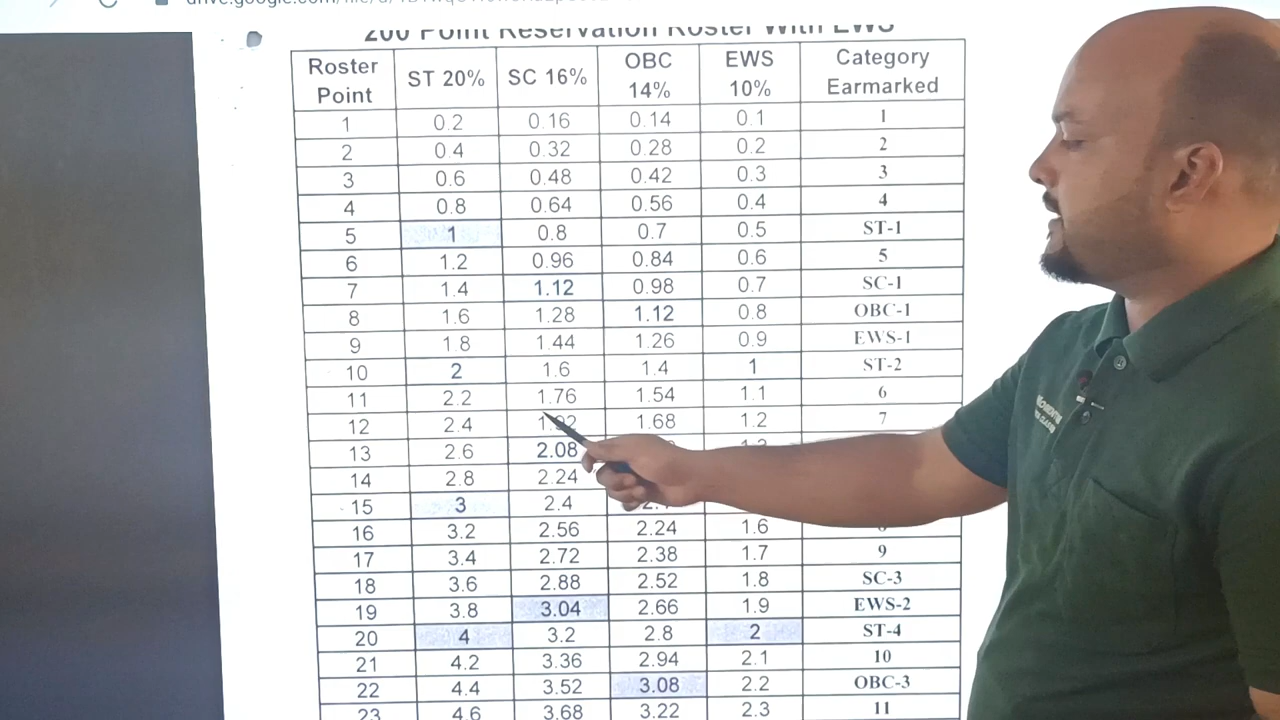 200 Point Reservation Roster With EWS
Roster Point | ST 20% | SC 16% | OBC 14% | EWS 10% | Category Earmarked
1 | 0.2 | 0.16 | 0.14 | 0.1 | 1
2 | 0.4 | 0.32 | 0.28 | 0.2 | 2
3 | 0.6 | 0.48 | 0.42 | 0.3 | 3
4 | 0.8 | 0.64 | 0.56 | 0.4 | 4
5 | 1 | 0.8 | 0.7 | 0.5 | ST-1
6 | 1.2 | 0.96 | 0.84 | 0.6 | 5
7 | 1.4 | 1.12 | 0.98 | 0.7 | SC-1
8 | 1.6 | 1.28 | 1.12 | 0.8 | OBC-1
9 | 1.8 | 1.44 | 1.26 | 0.9 | EWS-1
10 | 2 | 1.6 | 1.4 | 1 | ST-2
11 | 2.2 | 1.76 | 1.54 | 1.1 | 6
12 | 2.4 | 1.92 | 1.68 | 1.2 | 7
13 | 2.6 | 2.08
14 | 2.8 | 2.24
15 | 3 | 2.4
16 | 3.2 | 2.56 | 2.24 | 1.6
17 | 3.4 | 2.72 | 2.38 | 1.7 | 9
18 | 3.6 | 2.88 | 2.52 | 1.8 | SC-3
19 | 3.8 | 3.04 | 2.66 | 1.9 | EWS-2
20 | 4 | 3.2 | 2.8 | 2 | ST-4
21 | 4.2 | 3.36 | 2.94 | 2.1 | 10
22 | 4.4 | 3.52 | 3.08 | 2.2 | OBC-3
23 | 4.6 | 3.68 | 3.22 | 2.3 | 11